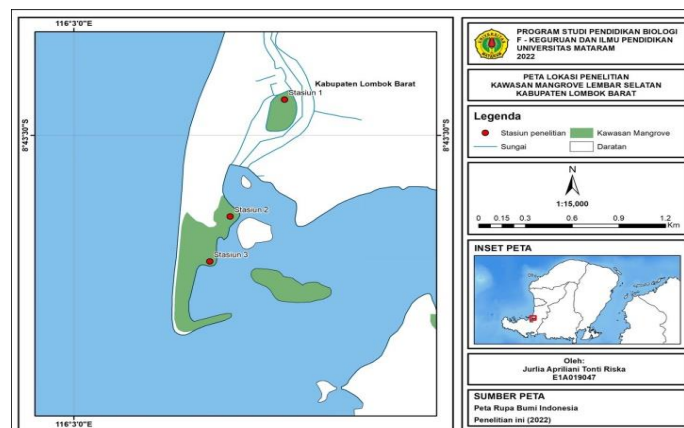 116°3'0"E
8°43'30"S
Kabupaten Lombok Barat
Stasiun 1
Stasiun 2
Stasiun 3
8°43'30"S
116°3'0"E
PROGRAM STUDI PENDIDIKAN BIOLOGI
F - KEGURUAN DAN ILMU PENDIDIKAN
UNIVERSITAS MATARAM
2022
PETA LOKASI PENELITIAN
KAWASAN MANGROVE LEMBAR SELATAN
KABUPATEN LOMBOK BARAT
Legenda
Stasiun penelitian
Kawasan Mangrove
Sungai
Daratan
N
1:15,000
0 0.15 0.3 0.6 0.9 1.2
Km
INSET PETA
Oleh:
Jurlia Apriliani Tonti Riska
E1A019047
SUMBER PETA
Peta Rupa Bumi Indonesia
Penelitian ini (2022)